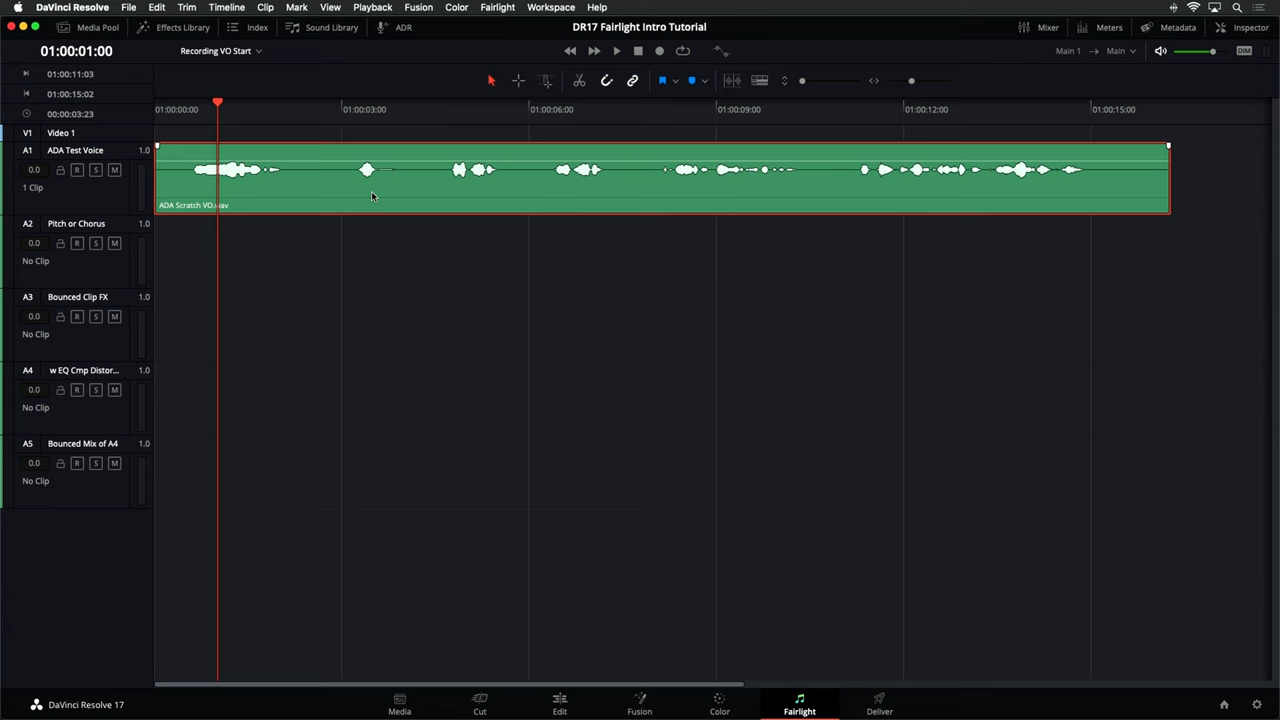 DaVinci Resolve File Edit Trim Timeline Clip Mark View Playback Fusion Color Fairlight Workspace Help
Media Pool Effects Library Index Sound Library ADR DR17 Fairlight Intro Tutorial Mixer Meters Metadata Inspector
01:00:01:00 Recording VO Start Main 1 Main DIM
01:00:11:03
01:00:15:02
01:00:00:00 01:00:03:00 01:00:06:00 01:00:09:00 01:00:12:00 01:00:15:00
00:00:03:23
V1 Video 1
A1 ADA Test Voice 1.0
0.0 R S M
1 Clip
ADA Scratch VO.wav
A2 Pitch or Chorus 1.0
0.0 R S M
No Clip
A3 Bounced Clip FX 1.0
0.0 R S M
No Clip
A4 w EQ Cmp Distor... 1.0
0.0 R S M
No Clip
A5 Bounced Mix of A4 1.0
0.0 R S M
No Clip
DaVinci Resolve 17 Media Cut Edit Fusion Color Fairlight Deliver